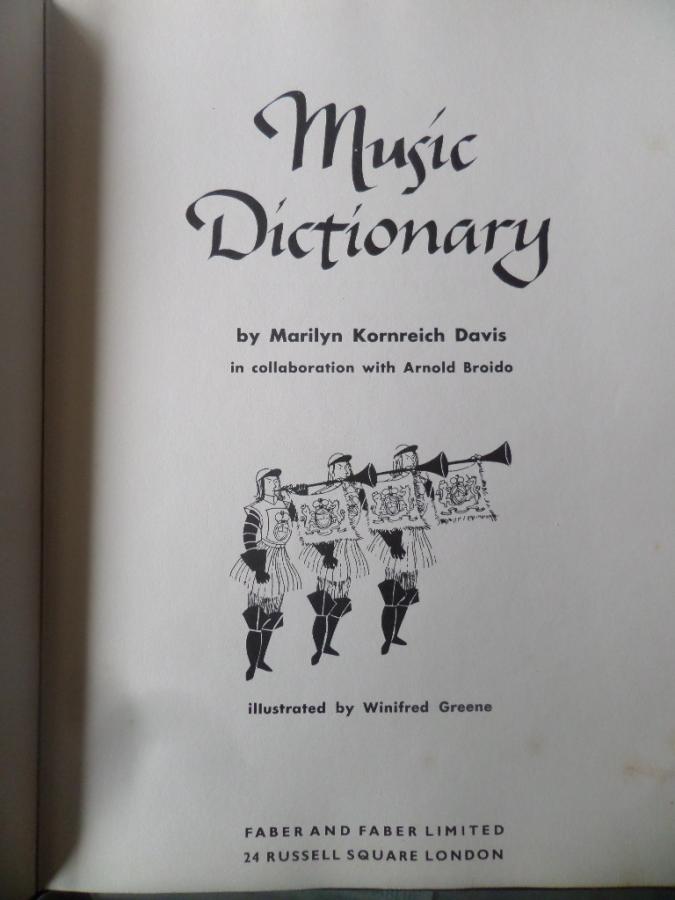 Music
Dictionary
by Marilyn Kornreich Davis
in collaboration with Arnold Broido
illustrated by Winifred Greene
FABER AND FABER LIMITED
24 RUSSELL SQUARE LONDON